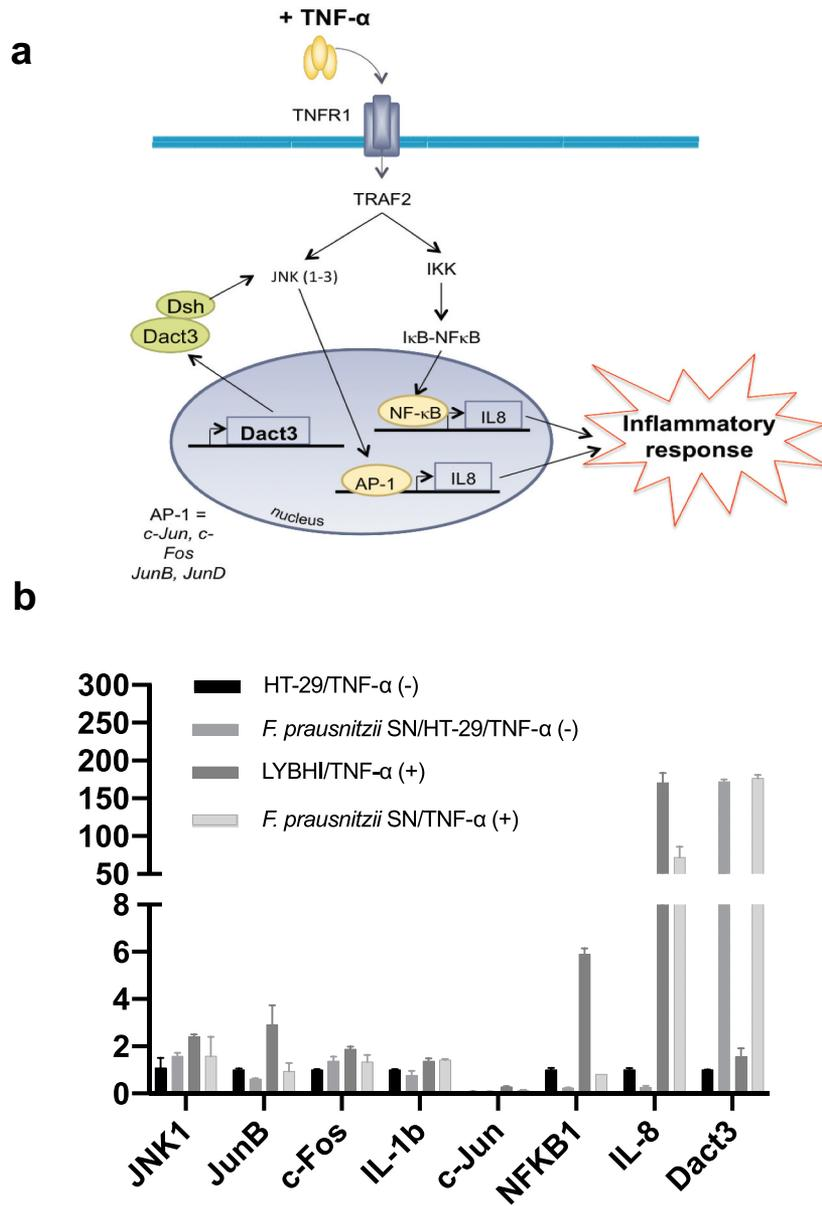 a
+ TNF-α
TNFR1
TRAF2
JNK (1-3)
IKK
Dsh
Dact3
IκB-NFκB
NF-κB
IL8
Dact3
AP-1
IL8
Inflammatory
response
nucleus
AP-1 =
c-Jun, c-
Fos
JunB, JunD
b
300
250
200
150
100
50
8
6
4
2
0
HT-29/TNF-α (-)
F. prausnitzii SN/HT-29/TNF-α (-)
LYBHI/TNF-α (+)
F. prausnitzii SN/TNF-α (+)
JNK1
JunB
c-Fos
IL-1b
c-Jun
NFKB1
IL-8
Dact3